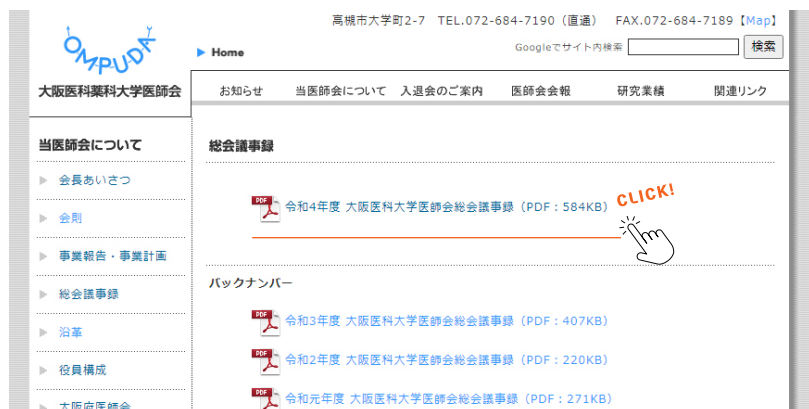 高槻市大学町2-7 TEL.072-684-7190（直通） FAX.072-684-7189【Map】
OMPUDA
Home
Googleでサイト内検索 検索
大阪医科薬科大学医師会
お知らせ 当医師会について 入退会のご案内 医師会会報 研究業績 関連リンク
当医師会について
会長あいさつ
会則
事業報告・事業計画
総会議事録
沿革
役員構成
大阪府医師会
総会議事録
PDF 令和4年度 大阪医科大学医師会総会議事録（PDF：584KB）
CLICK!
バックナンバー
PDF 令和3年度 大阪医科大学医師会総会議事録（PDF：407KB）
PDF 令和2年度 大阪医科大学医師会総会議事録（PDF：220KB）
PDF 令和元年度 大阪医科大学医師会総会議事録（PDF：271KB）